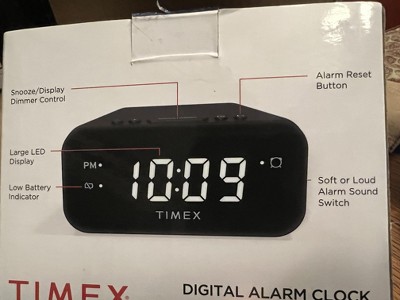 Snooze/Display
Dimmer Control
Alarm Reset
Button
Large LED
Display
Low Battery
Indicator
PM
10:09
TIMEX
Soft or Loud
Alarm Sound
Switch
TIMEX
DIGITAL ALARM CLOCK